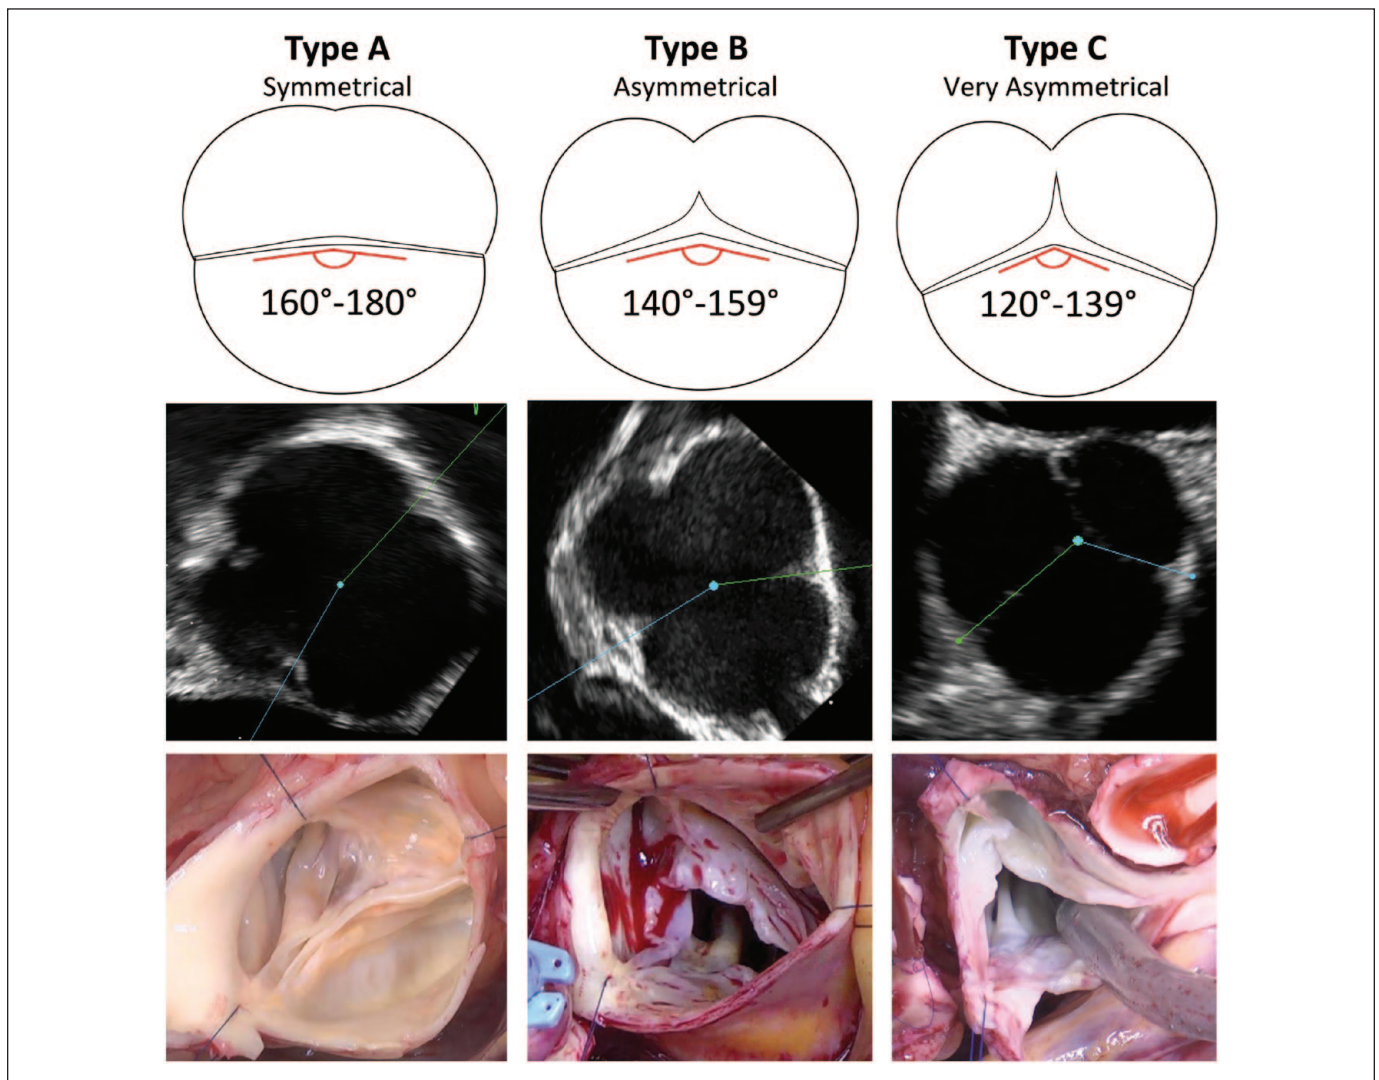 Type A
Symmetrical
160°-180°
Type B
Asymmetrical
140°-159°
Type C
Very Asymmetrical
120°-139°